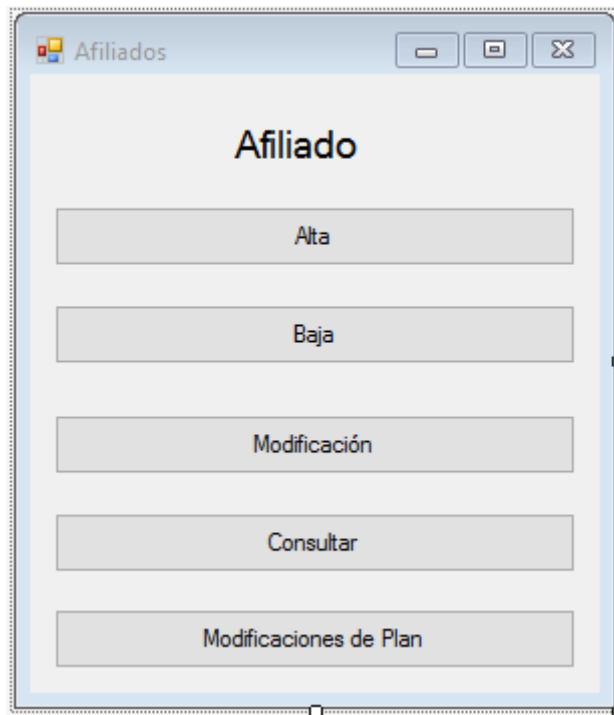 Afiliados
Afiliado
Alta
Baja
Modificación
Consultar
Modificaciones de Plan